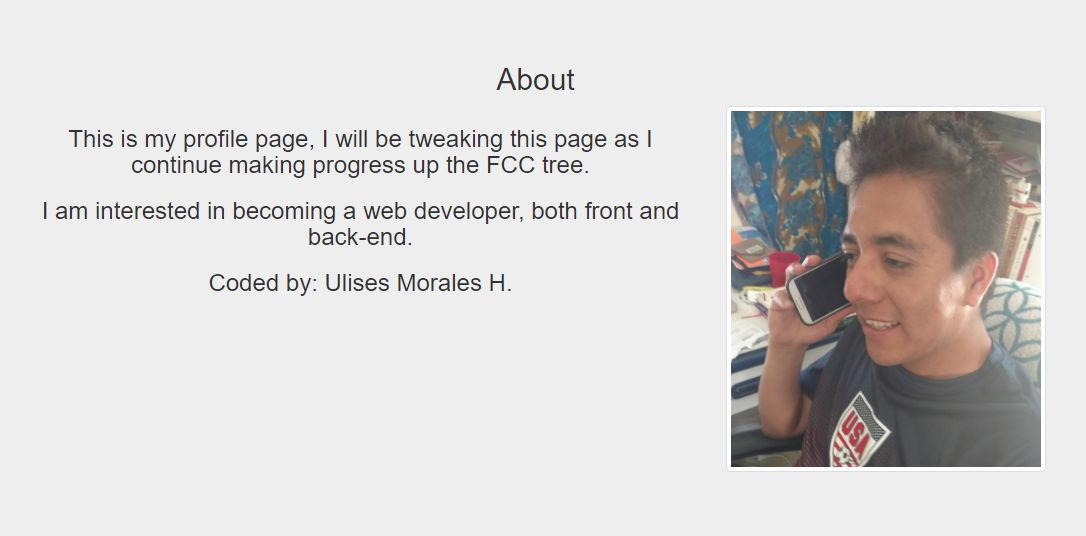 About
This is my profile page, I will be tweaking this page as I
continue making progress up the FCC tree.
I am interested in becoming a web developer, both front and
back-end.
Coded by: Ulises Morales H.
USA